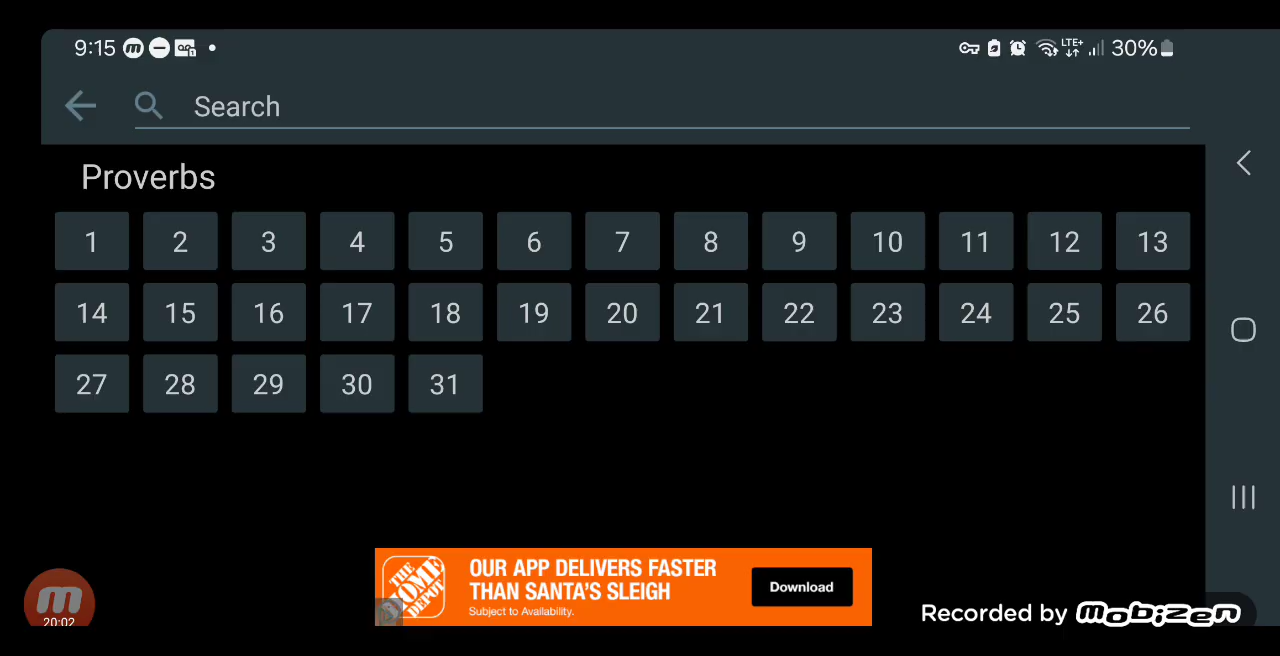 9:15
LTE+
30%
Search
Proverbs
1 2 3 4 5 6 7 8 9 10 11 12 13
14 15 16 17 18 19 20 21 22 23 24 25 26
27 28 29 30 31
THE HOME DEPOT
OUR APP DELIVERS FASTER
THAN SANTA'S SLEIGH
Subject to Availability.
Download
20:02
Recorded by mobizen